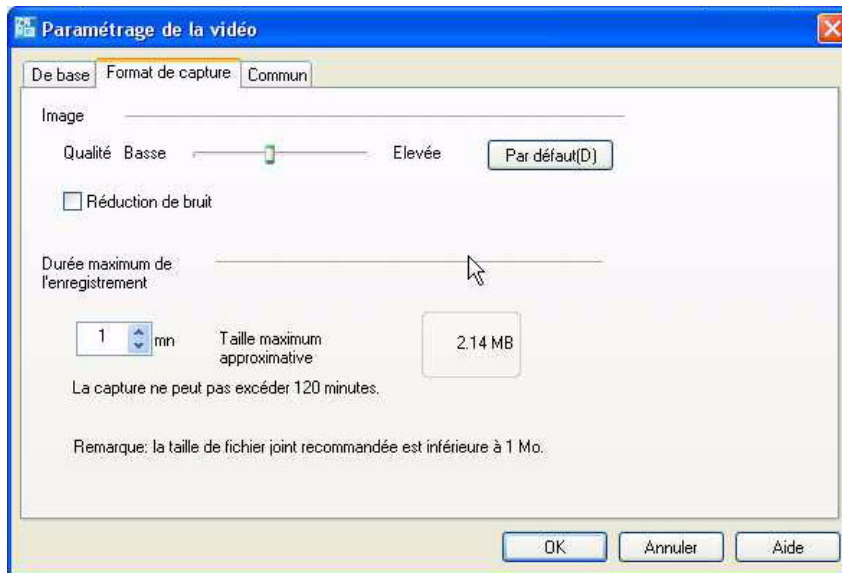 Paramétrage de la vidéo
De base Format de capture Commun
Image
Qualité Basse Elevée Par défaut(D)
Réduction de bruit
Durée maximum de
l'enregistrement
1 mn Taille maximum
approximative
2.14 MB
La capture ne peut pas excéder 120 minutes.
Remarque: la taille de fichier joint recommandée est inférieure à 1 Mo.
OK Annuler Aide